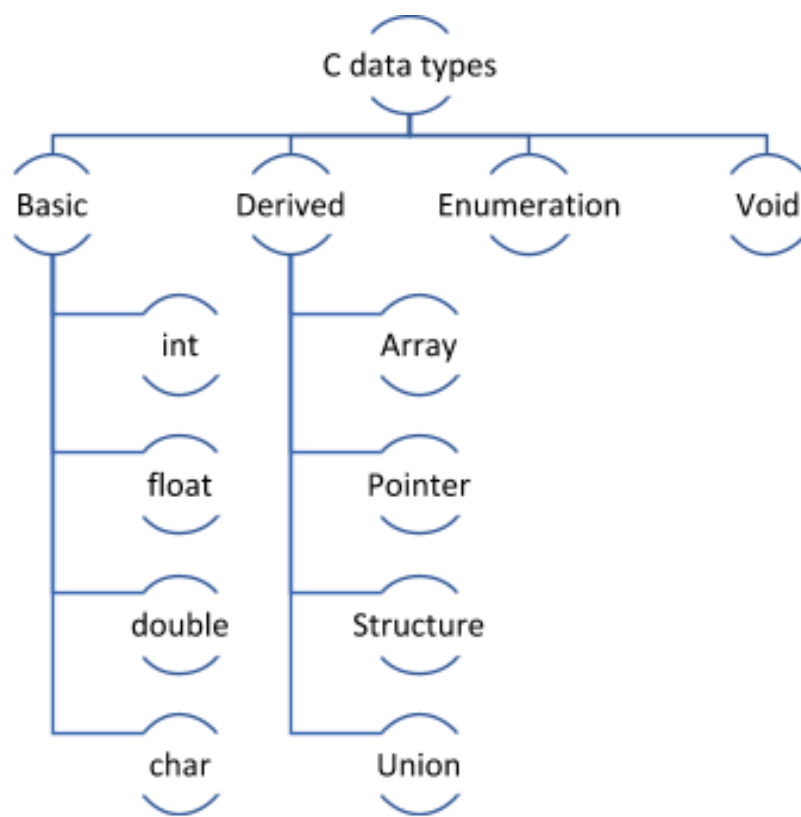 C data types
Basic
Derived
Enumeration
Void
int
Array
float
Pointer
double
Structure
char
Union